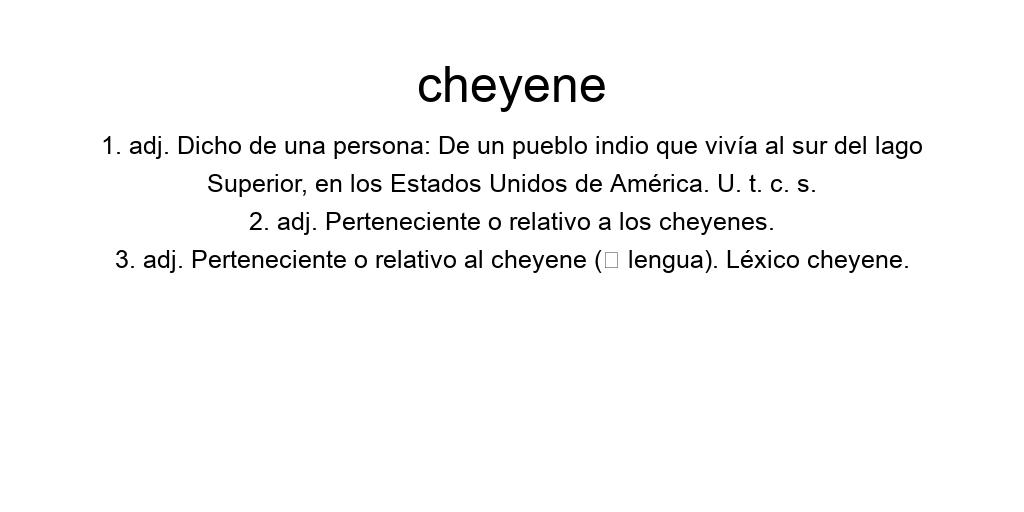 cheyene
1. adj. Dicho de una persona: De un pueblo indio que vivía al sur del lago
Superior, en los Estados Unidos de América. U. t. c. s.
2. adj. Perteneciente o relativo a los cheyenes.
3. adj. Perteneciente o relativo al cheyene (□ lengua). Léxico cheyene.